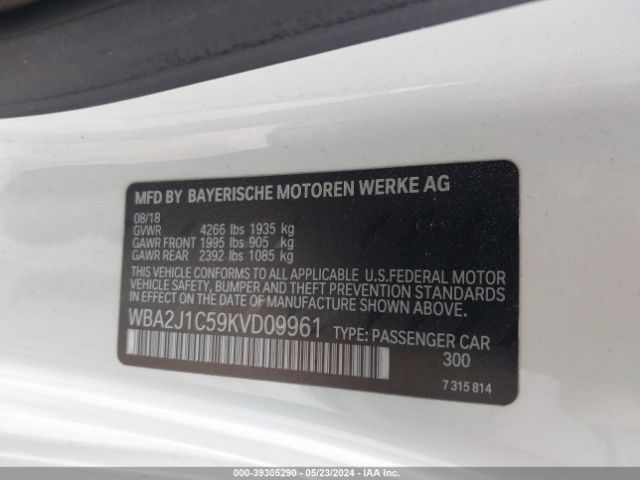 MFD BY BAYERISCHE MOTOREN WERKE AG
08/18
GVWR 4266 lbs 1935 kg
GAWR FRONT 1995 lbs 905 kg
GAWR REAR 2392 lbs 1085 kg
THIS VEHICLE CONFORMS TO ALL APPLICABLE U.S.FEDERAL MOTOR
VEHICLE SAFETY, BUMPER AND THEFT PREVENTION STANDARDS
IN EFFECT ON THE DATE OF MANUFACTURE SHOWN ABOVE.
WBA2J1C59KVD09961 TYPE: PASSENGER CAR
300
7 315 814
000-39305290 - 05/23/2024 - IAA Inc.